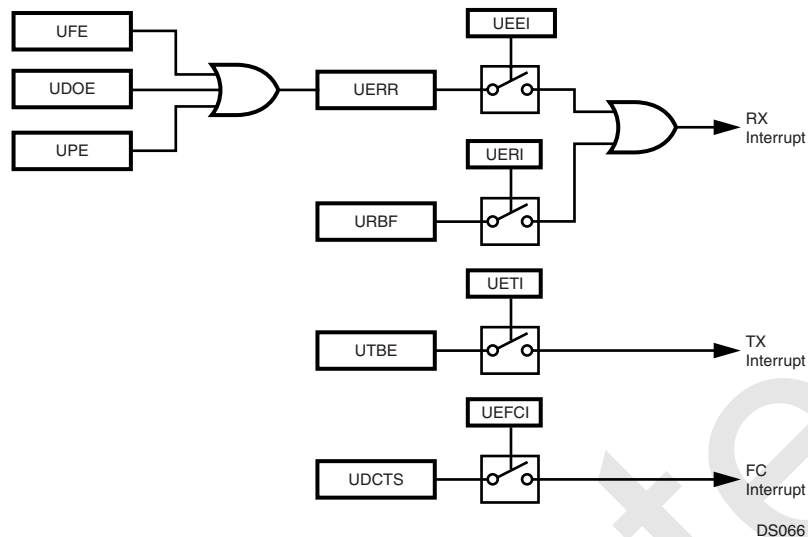 UFE
UDOE
UPE
UERR
UEEI
RX
Interrupt
UERI
URBF
UETI
UTBE
TX
Interrupt
UEFCI
UDCTS
FC
Interrupt
DS066